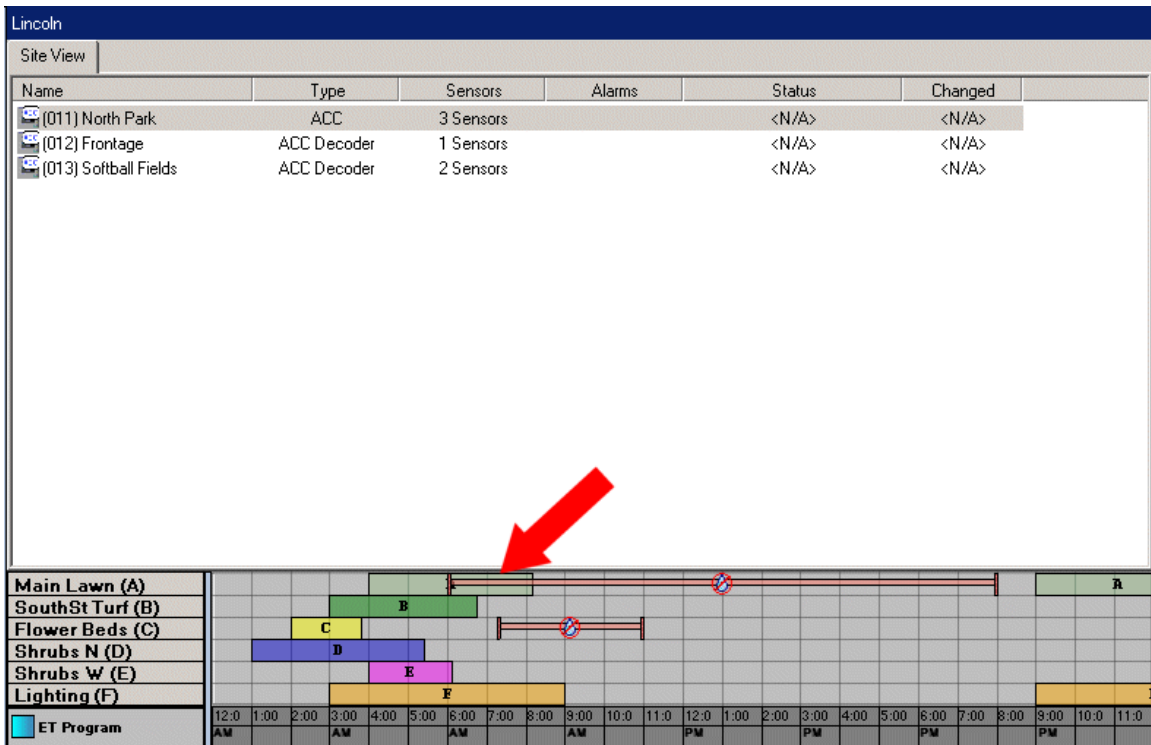 Lincoln
Site View
Name Type Sensors Alarms Status Changed
(011) North Park ACC 3 Sensors <N/A> <N/A>
(012) Frontage ACC Decoder 1 Sensors <N/A> <N/A>
(013) Softball Fields ACC Decoder 2 Sensors <N/A> <N/A>
Main Lawn (A) A
SouthSt Turf (B) B
Flower Beds (C) C
Shrubs N (D) D
Shrubs W (E) E
Lighting (F) F
12:0 1:00 2:00 3:00 4:00 5:00 6:00 7:00 8:00 9:00 10:0 11:0 12:0 1:00 2:00 3:00 4:00 5:00 6:00 7:00 8:00 9:00 10:0 11:0
ET Program AM AM AM AM PM PM PM PM